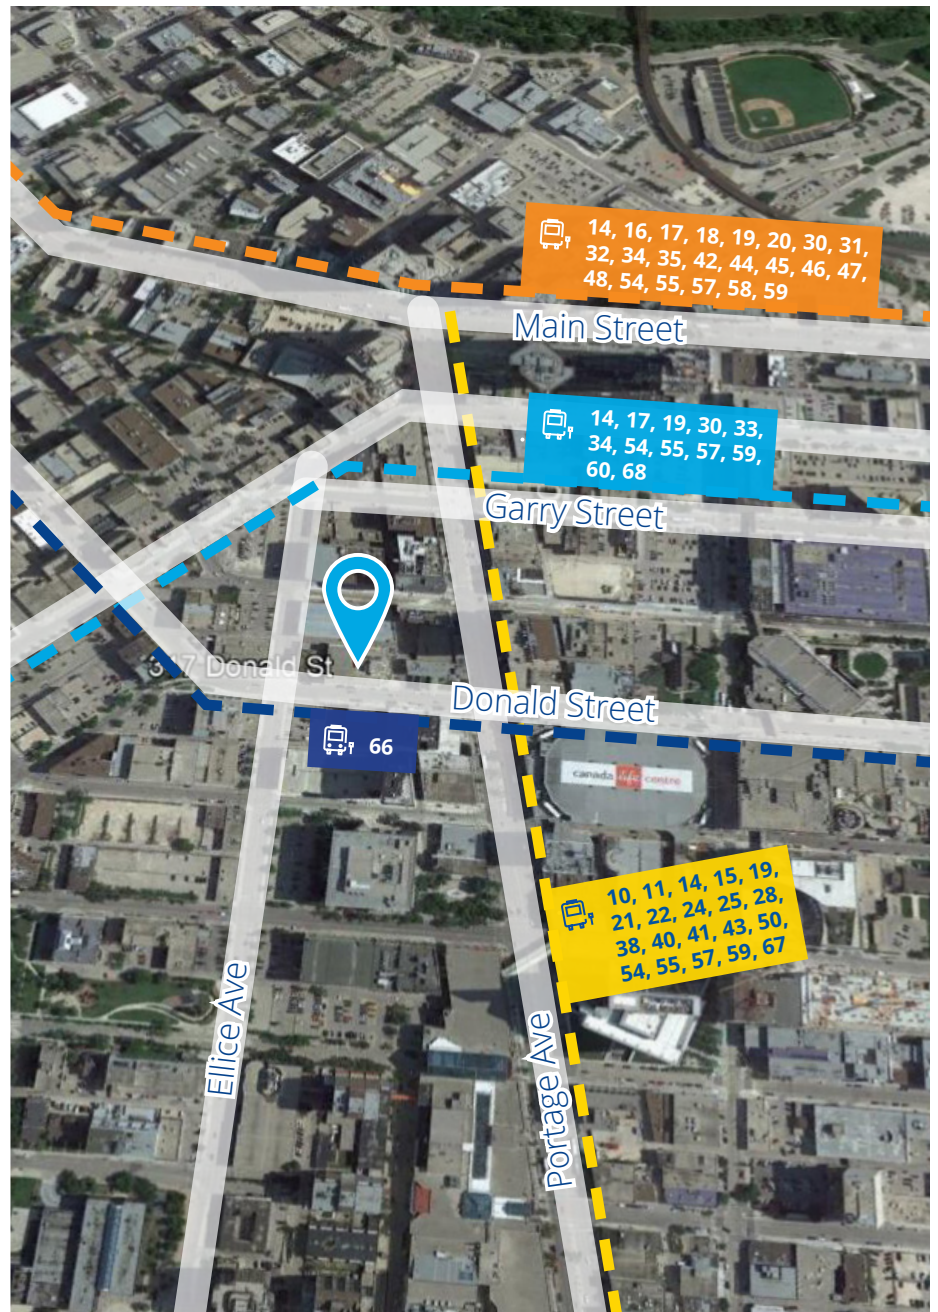 14, 16, 17, 18, 19, 20, 30, 31,
32, 34, 35, 42, 44, 45, 46, 47,
48, 54, 55, 57, 58, 59
Main Street
14, 17, 19, 30, 33,
34, 54, 55, 57, 59,
60, 68
Garry Street
317 Donald St
Donald Street
66
canada life centre
10, 11, 14, 15, 19,
21, 22, 24, 25, 28,
38, 40, 41, 43, 50,
54, 55, 57, 59, 67
Ellice Ave
Portage Ave